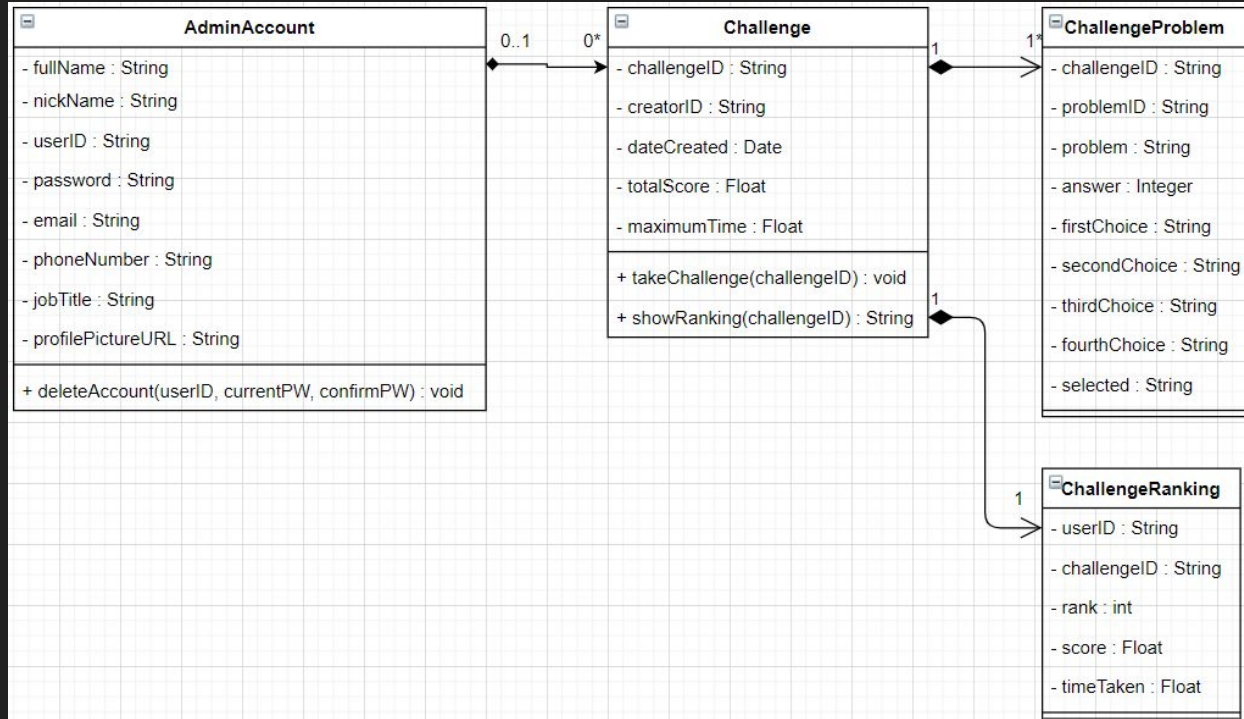 AdminAccount
- fullName : String
- nickName : String
- userID : String
- password : String
- email : String
- phoneNumber : String
- jobTitle : String
- profilePictureURL : String
+ deleteAccount(userID, currentPW, confirmPW) : void
0..1
0*
Challenge
- challengeID : String
- creatorID : String
- dateCreated : Date
- totalScore : Float
- maximumTime : Float
+ takeChallenge(challengeID) : void
+ showRanking(challengeID) : String
1
1*
1
1
ChallengeProblem
- challengeID : String
- problemID : String
- problem : String
- answer : Integer
- firstChoice : String
- secondChoice : String
- thirdChoice : String
- fourthChoice : String
- selected : String
ChallengeRanking
- userID : String
- challengeID : String
- rank : int
- score : Float
- timeTaken : Float